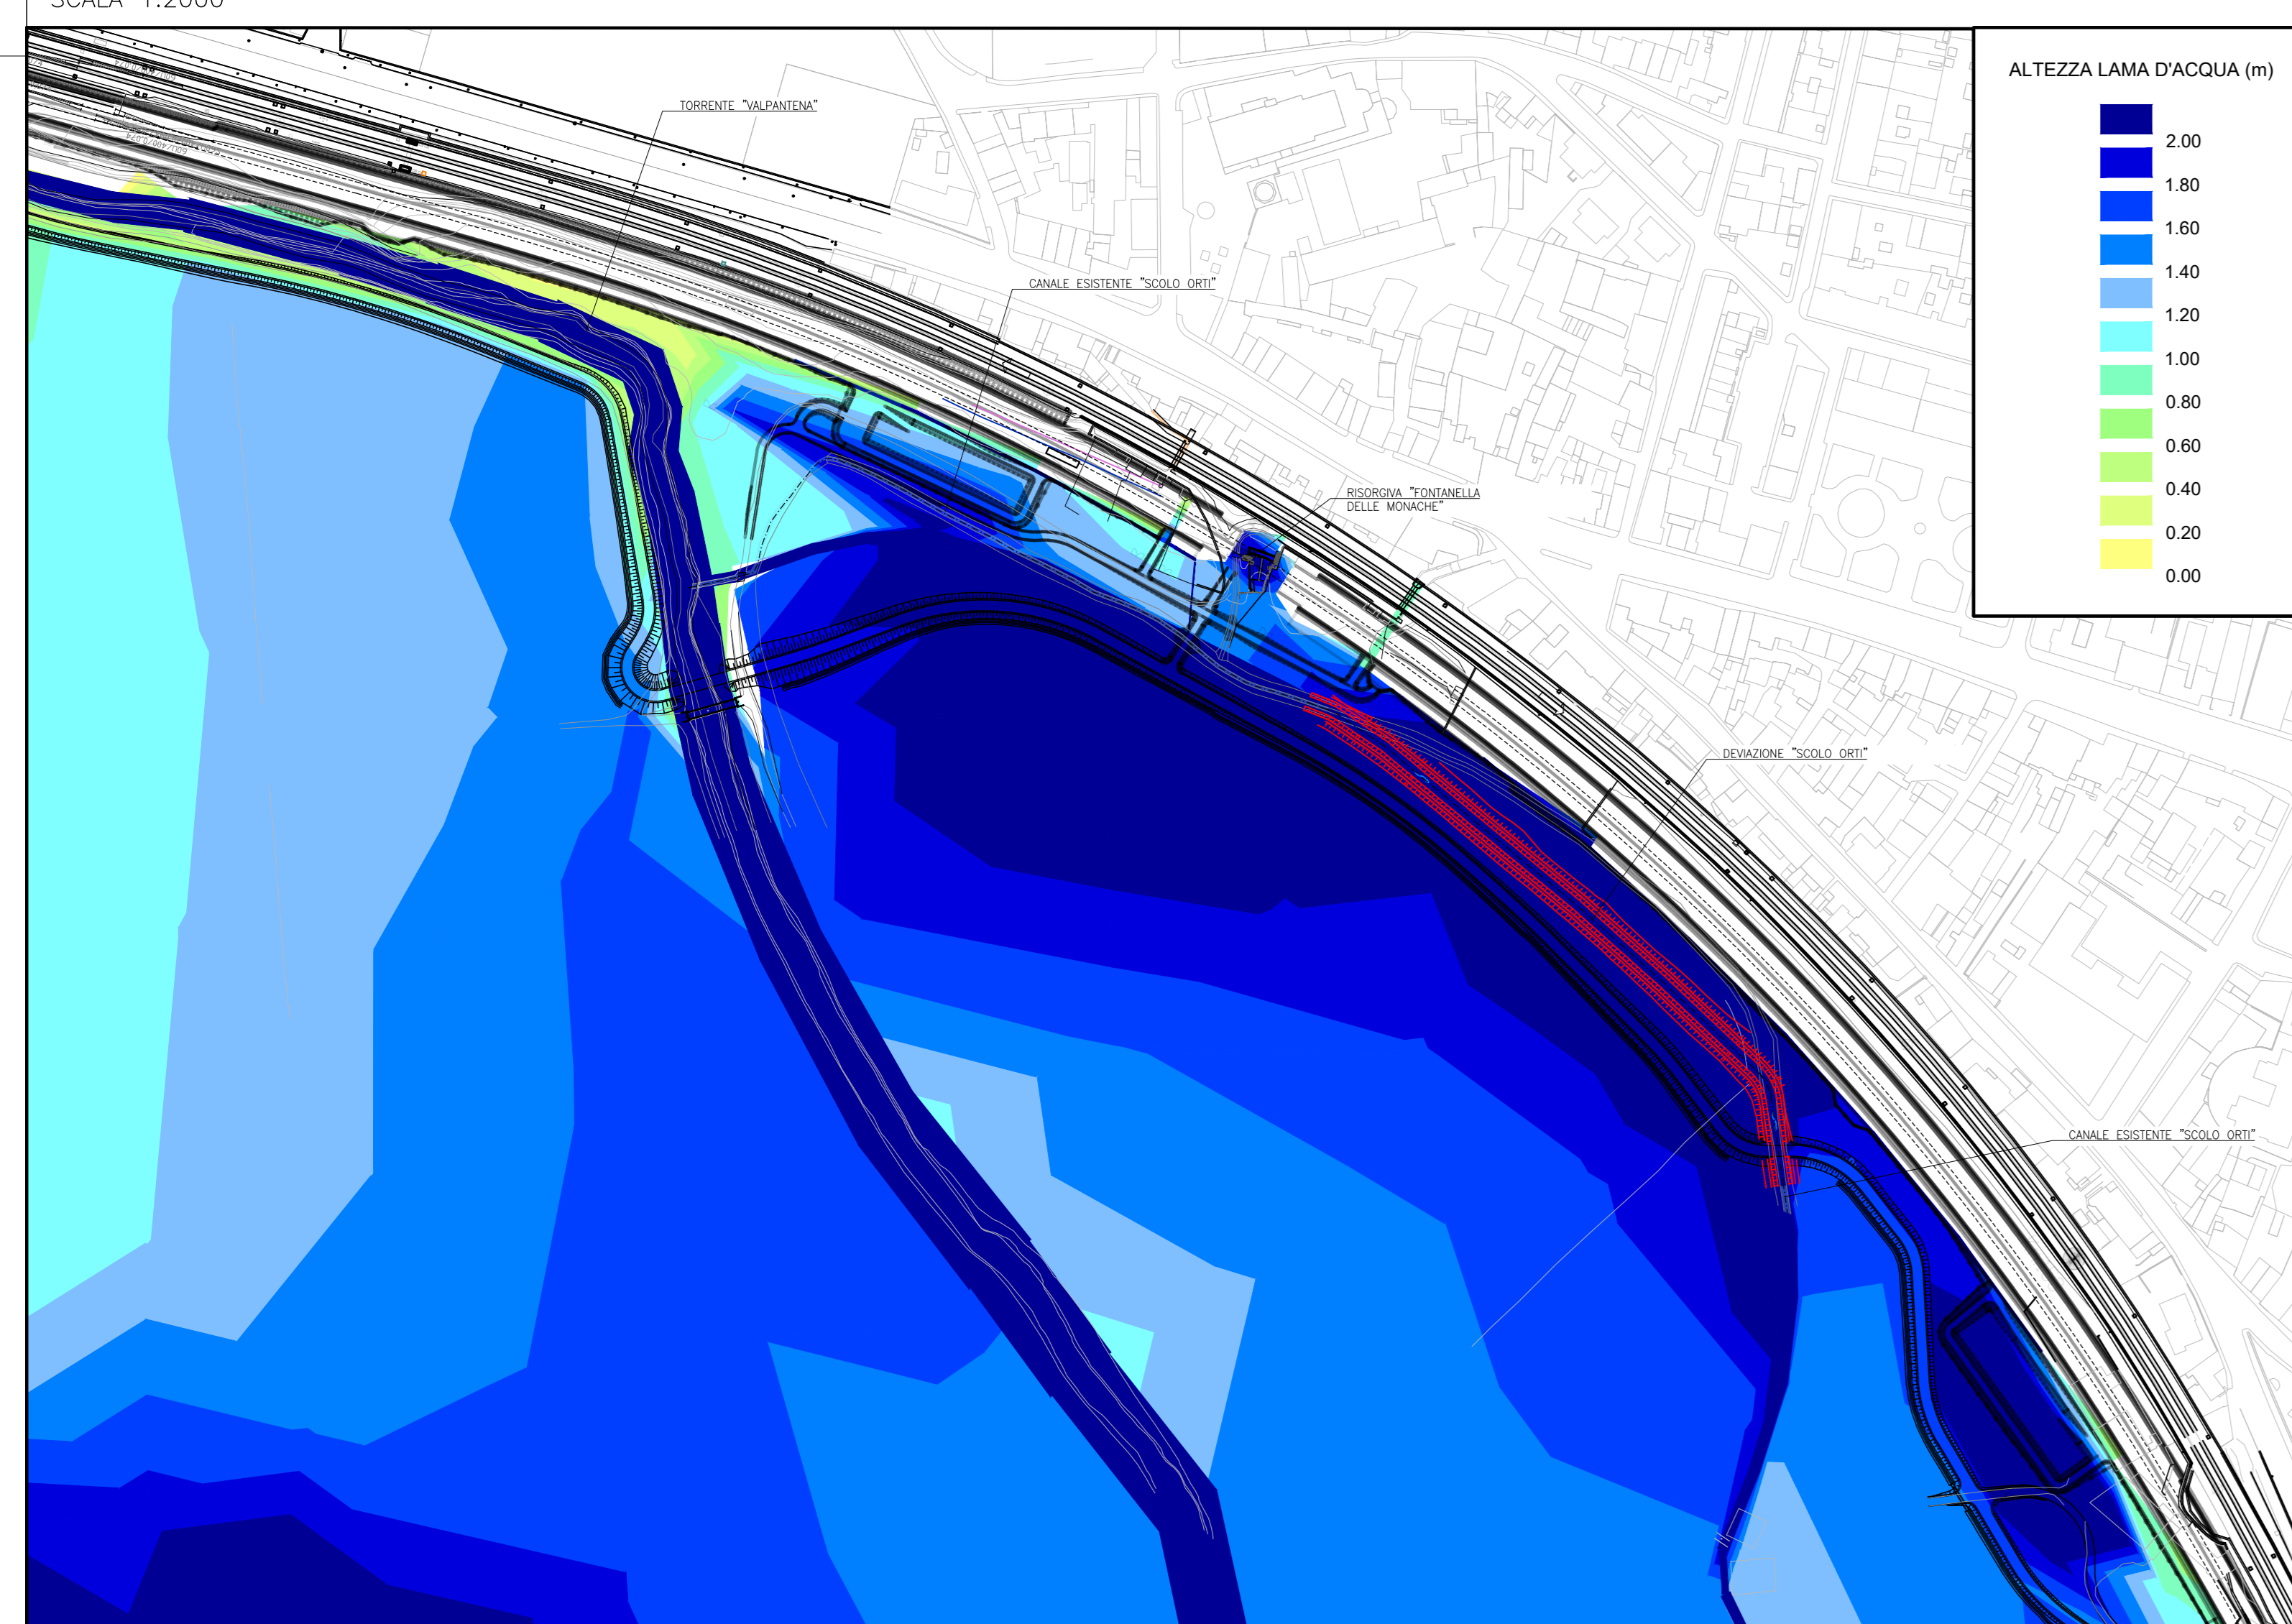 SCALA 1:2000
ALTEZZA LAMA D'ACQUA (m)
2.00
1.80
1.60
1.40
1.20
1.00
0.80
0.60
0.40
0.20
0.00
TORRENTE "VALPANTENA"
CANALE ESISTENTE "SCOLO ORTI"
RISORGIVA "FONTANELLA
DELLE MONACHE"
DEVIAZIONE "SCOLO ORTI"
CANALE ESISTENTE "SCOLO ORTI"